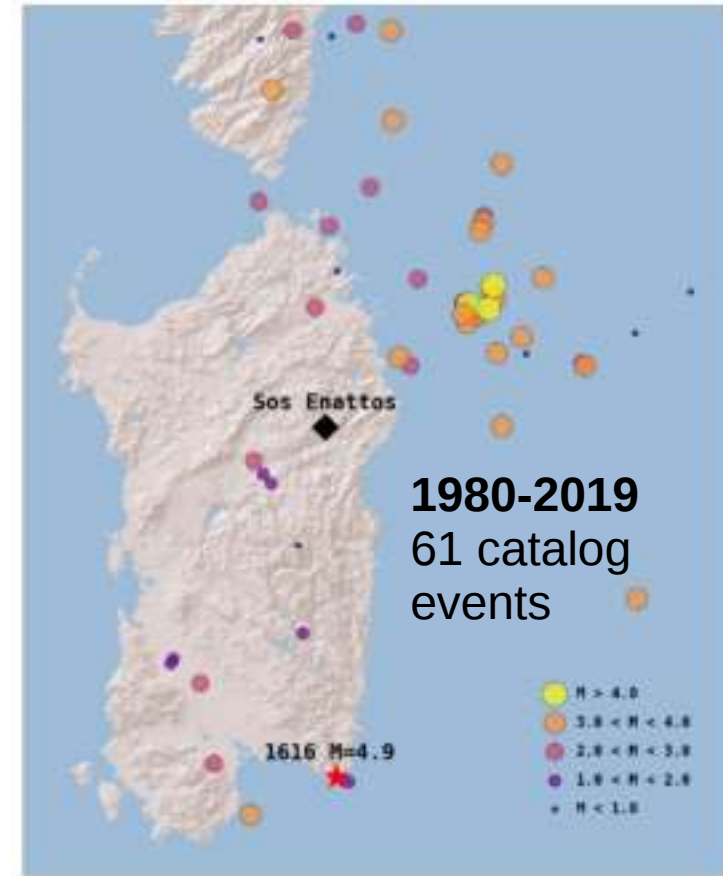 Sos Enattos
1980-2019
61 catalog
events
M > 4.0
3.0 < M < 4.0
2.0 < M < 3.0
1.0 < M < 2.0
M < 1.0
1616 M=4.9